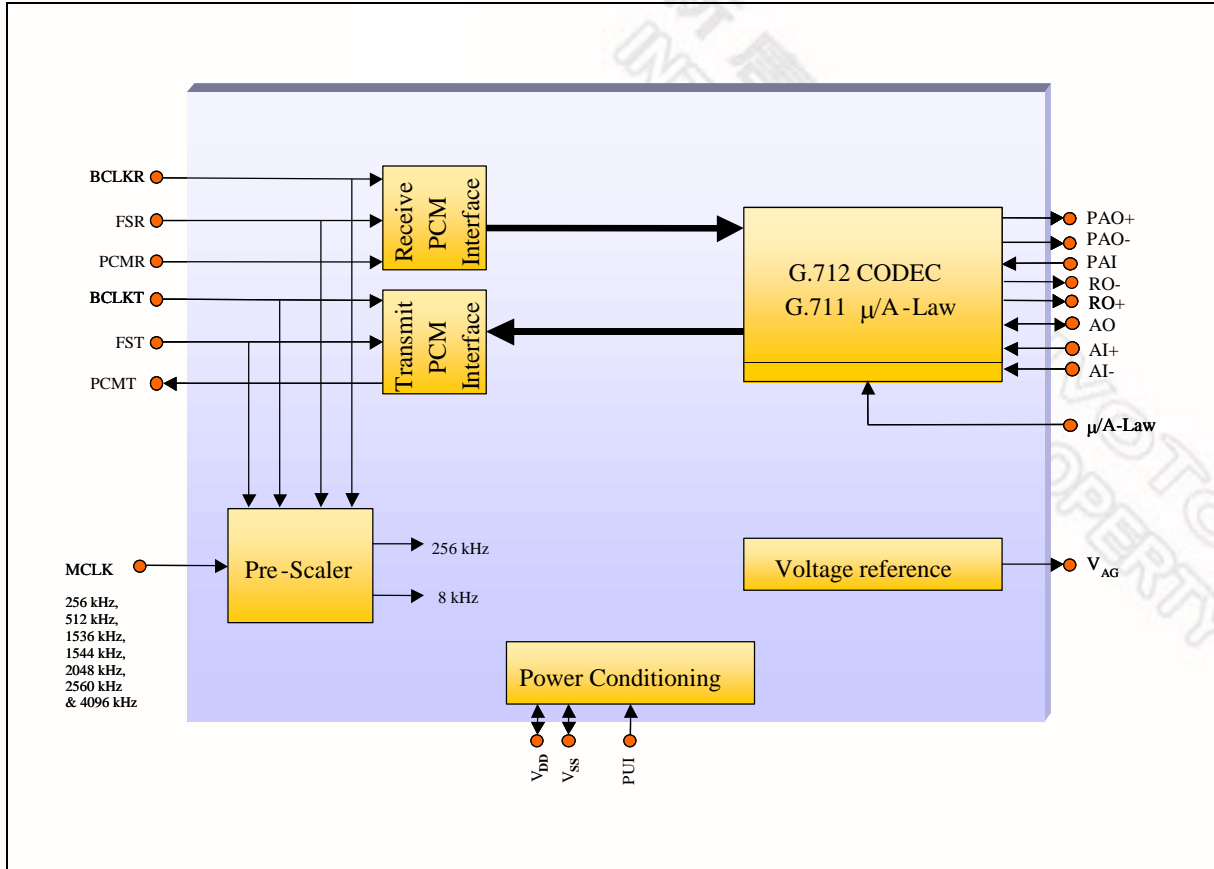 BCLKR
FSR
PCMR
BCLKT
FST
PCMT
Receive
PCM
Interface
Transmit
PCM
Interface
G.712 CODEC
G.711 μ/A-Law
PAO+
PAO-
PAI
RO-
RO+
AO
AI+
AI-
μ/A-Law
MCLK
256 kHz,
512 kHz,
1536 kHz,
1544 kHz,
2048 kHz,
2560 kHz
& 4096 kHz
Pre-Scaler
256 kHz
8 kHz
Voltage reference
VAG
Power Conditioning
VDD
VSS
PUI